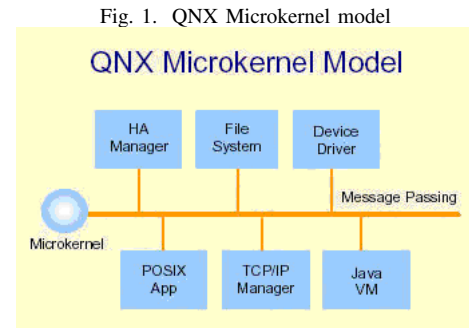 Fig. 1. QNX Microkernel model
QNX Microkernel Model
HA
Manager
File
System
Device
Driver
Message Passing
Microkernel
POSIX
App
TCP/IP
Manager
Java
VM